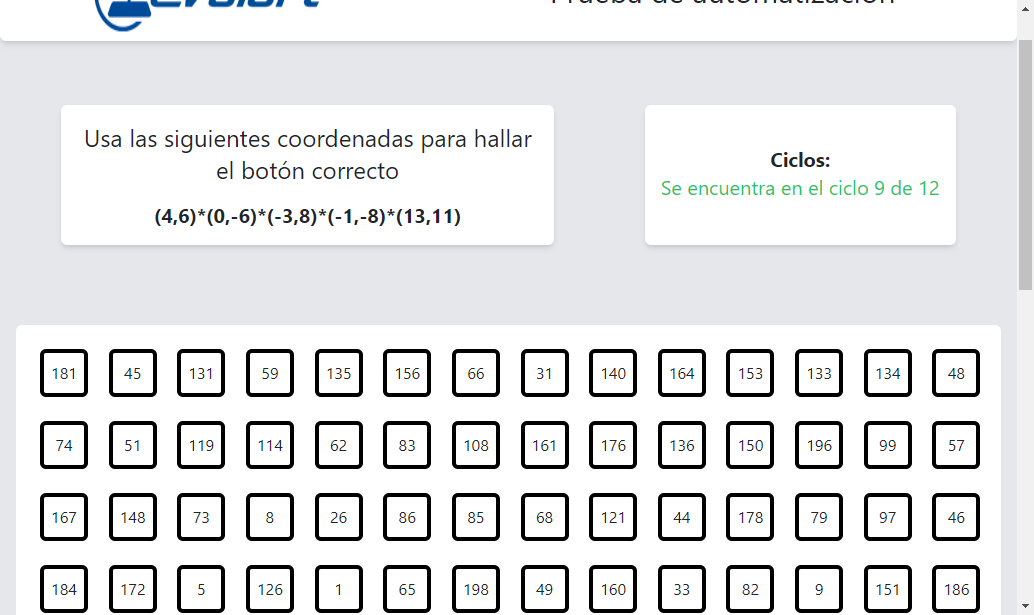 Prueba de automatización
Usa las siguientes coordenadas para hallar
el botón correcto
(4,6)*(0,-6)*(-3,8)*(-1,-8)*(13,11)
Ciclos:
Se encuentra en el ciclo 9 de 12
181 45 131 59 135 156 66 31 140 164 153 133 134 48
74 51 119 114 62 83 108 161 176 136 150 196 99 57
167 148 73 8 26 86 85 68 121 44 178 79 97 46
184 172 5 126 1 65 198 49 160 33 82 9 151 186